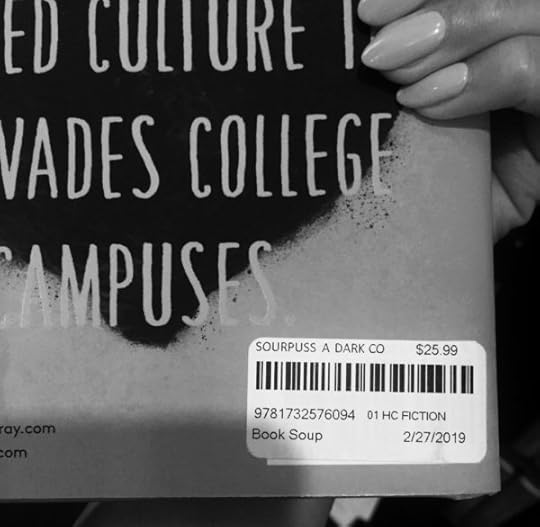 ED CULTURE
VADES COLLEGE
CAMPUSES.
SOURPUSS A DARK CO $25.99
9781732576094 01 HC FICTION
Book Soup 2/27/2019
ray.com
com